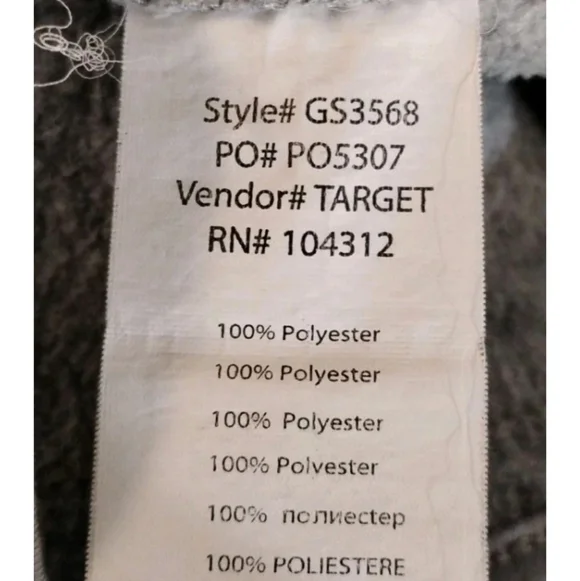 Style# GS3568
PO# PO5307
Vendor# TARGET
RN# 104312
100% Polyester
100% Polyester
100% Polyester
100% Polyester
100% полиестер
100% POLIESTERE